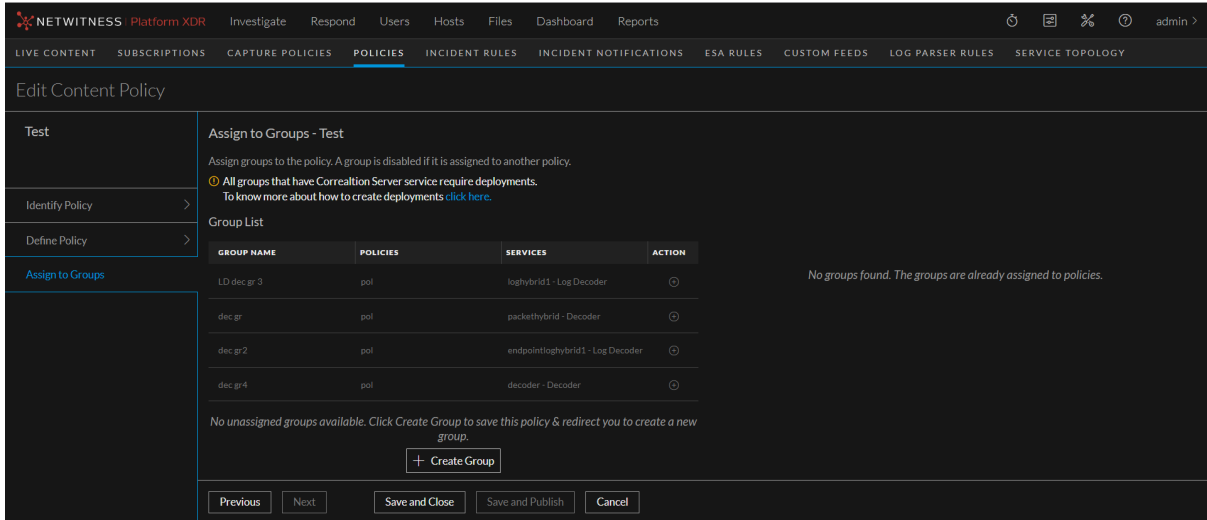 NETWITNESS Platform XDR Investigate Respond Users Hosts Files Dashboard Reports admin >
LIVE CONTENT SUBSCRIPTIONS CAPTURE POLICIES POLICIES INCIDENT RULES INCIDENT NOTIFICATIONS ESA RULES CUSTOM FEEDS LOG PARSER RULES SERVICE TOPOLOGY
Edit Content Policy
Test
Identify Policy
Define Policy
Assign to Groups
Assign to Groups - Test
Assign groups to the policy. A group is disabled if it is assigned to another policy.
All groups that have Correaltion Server service require deployments.
To know more about how to create deployments click here.
Group List
GROUP NAME POLICIES SERVICES ACTION
LD dec gr 3 pol loghybrid1 - Log Decoder
dec gr pol packethybrid - Decoder
dec gr2 pol endpointloghybrid1 - Log Decoder
dec gr4 pol decoder - Decoder
No unassigned groups available. Click Create Group to save this policy & redirect you to create a new
group.
+ Create Group
No groups found. The groups are already assigned to policies.
Previous Next Save and Close Save and Publish Cancel